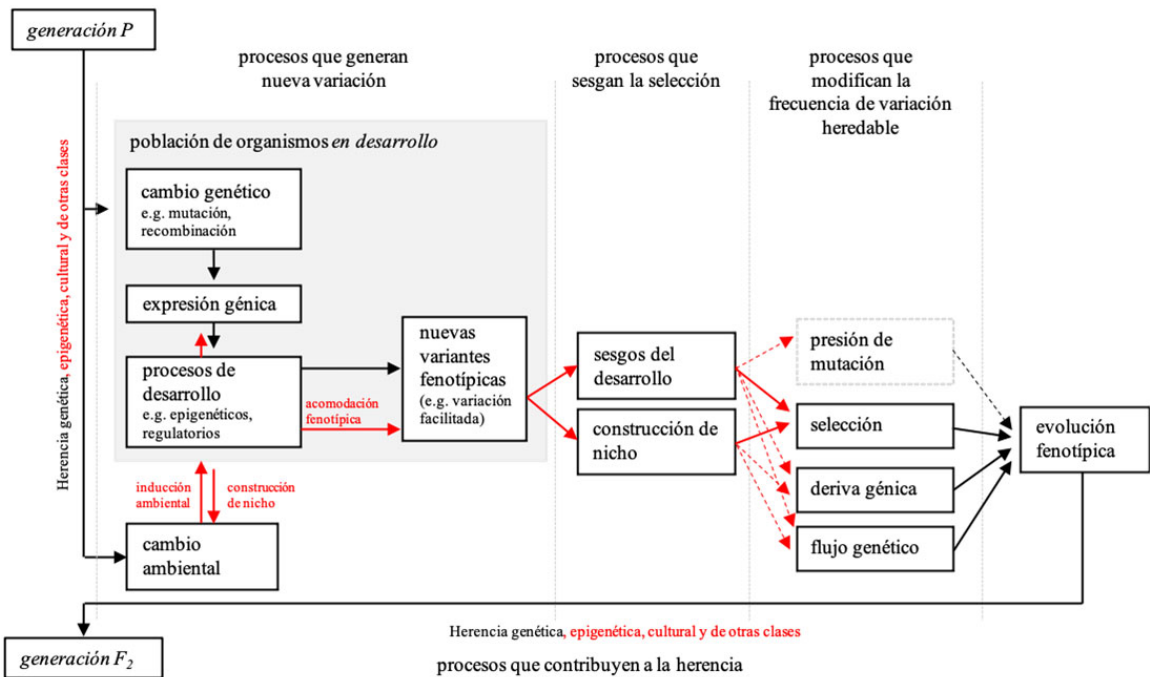 generación P
procesos que generan
nueva variación
procesos que
sesgan la selección
procesos que
modifican la
frecuencia de variación
heredable
Herencia genética, epigenética, cultural y de otras clases
población de organismos en desarrollo
cambio genético
e.g. mutación,
recombinación
expresión génica
procesos de
desarrollo
e.g. epigenéticos,
regulatorios
acomodación
fenotípica
nuevas
variantes
fenotípicas
(e.g. variación
facilitada)
inducción
ambiental
construcción
de nicho
cambio
ambiental
sesgos del
desarrollo
construcción de
nicho
presión de
mutación
selección
deriva génica
flujo genético
evolución
fenotípica
Herencia genética, epigenética, cultural y de otras clases
generación F2
procesos que contribuyen a la herencia